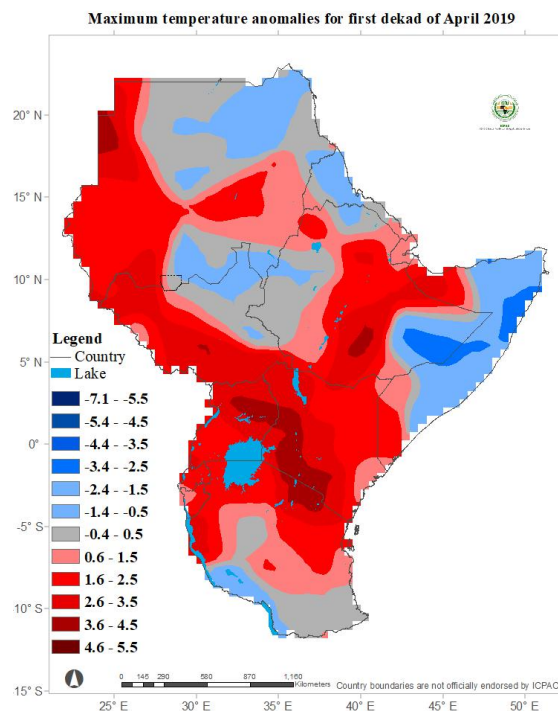 Maximum temperature anomalies for first dekad of April 2019
20° N
15° N
10° N
5° N
0°
-5° S
10° S
15° S
Legend
Country
Lake
-7.1 - -5.5
-5.4 - -4.5
-4.4 - -3.5
-3.4 - -2.5
-2.4 - -1.5
-1.4 - -0.5
-0.4 - 0.5
0.6 - 1.5
1.6 - 2.5
2.6 - 3.5
3.6 - 4.5
4.6 - 5.5
0 145 290 580 870 1,160
Kilometers
Country boundaries are not officially endorsed by ICPAC
25° E 30° E 35° E 40° E 45° E 50° E